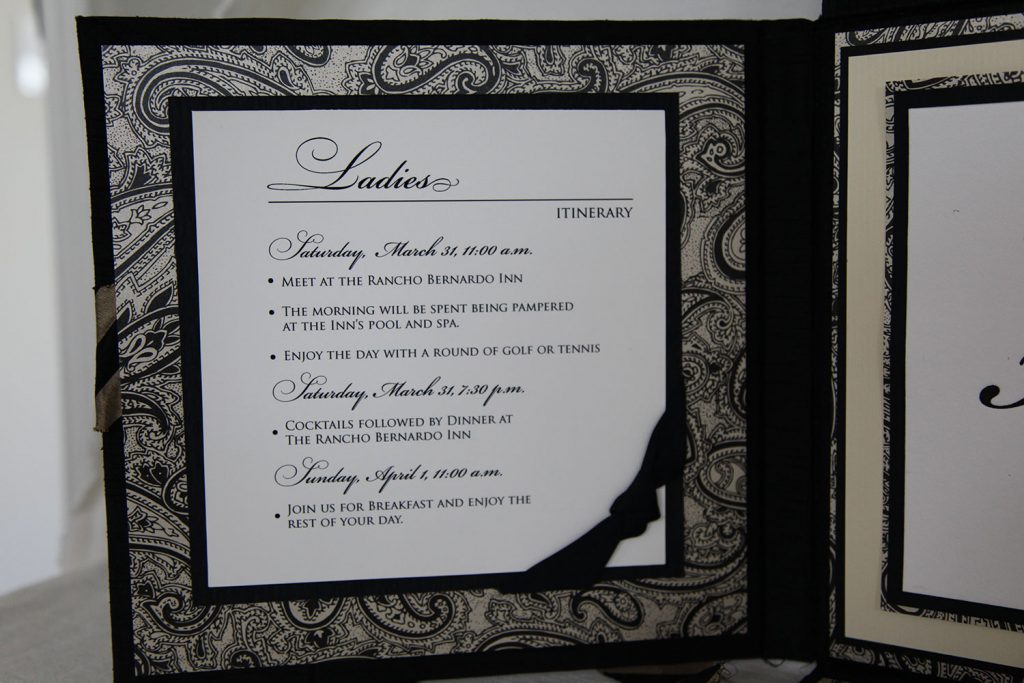 Ladies
ITINERARY
Saturday, March 31, 11:00 a.m.
• MEET AT THE RANCHO BERNARDO INN
• THE MORNING WILL BE SPENT BEING PAMPERED
AT THE INN'S POOL AND SPA.
• ENJOY THE DAY WITH A ROUND OF GOLF OR TENNIS
Saturday, March 31, 7:30 p.m.
• COCKTAILS FOLLOWED BY DINNER AT
THE RANCHO BERNARDO INN
Sunday, April 1, 11:00 a.m.
• JOIN US FOR BREAKFAST AND ENJOY THE
REST OF YOUR DAY.